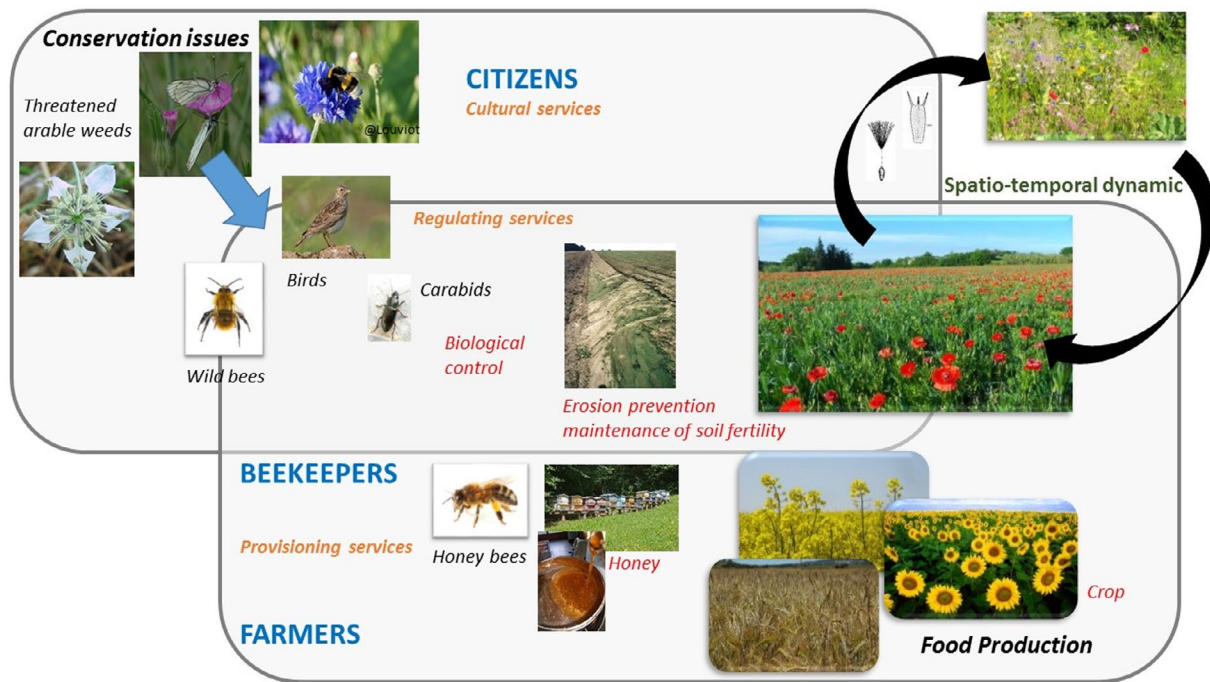 Conservation issues
CITIZENS
Cultural services
Threatened
arable weeds
@Louviot
Spatio-temporal dynamic
Regulating services
Birds
Carabids
Biological
control
Wild bees
Erosion prevention
maintenance of soil fertility
BEEKEEPERS
Provisioning services
Honey bees
Honey
Crop
FARMERS
Food Production